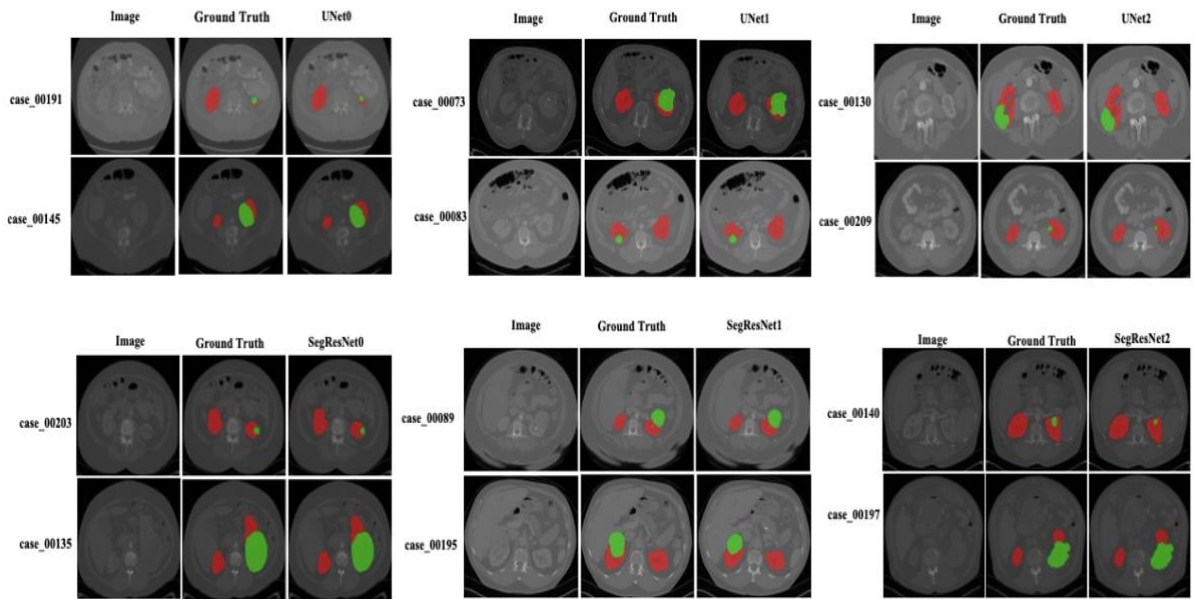 Image Ground Truth UNet0
case_00191
case_00145
Image Ground Truth UNet1
case_00073
case_00083
Image Ground Truth UNet2
case_00130
case_00209
Image Ground Truth SegResNet0
case_00203
case_00135
Image Ground Truth SegResNet1
case_00089
case_00195
Image Ground Truth SegResNet2
case_00140
case_00197